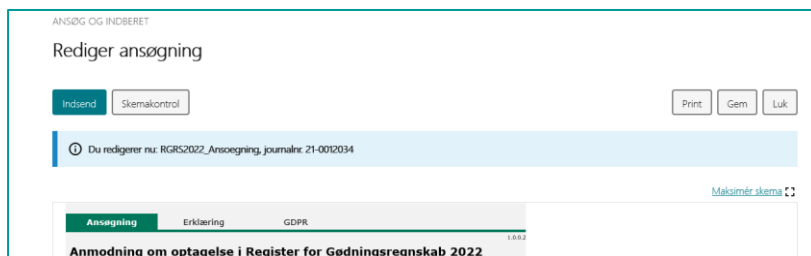 ANSØG OG INDBERET
Rediger ansøgning
Indsend Skemakontrol Print Gem Luk
Du redigerer nu: RGRS2022_Ansoegning, journalnr. 21-0012034
Maksimér skema
Ansøgning Erklæring GDPR
1.0.0.2
Anmodning om optagelse i Register for Gødningsregnskab 2022